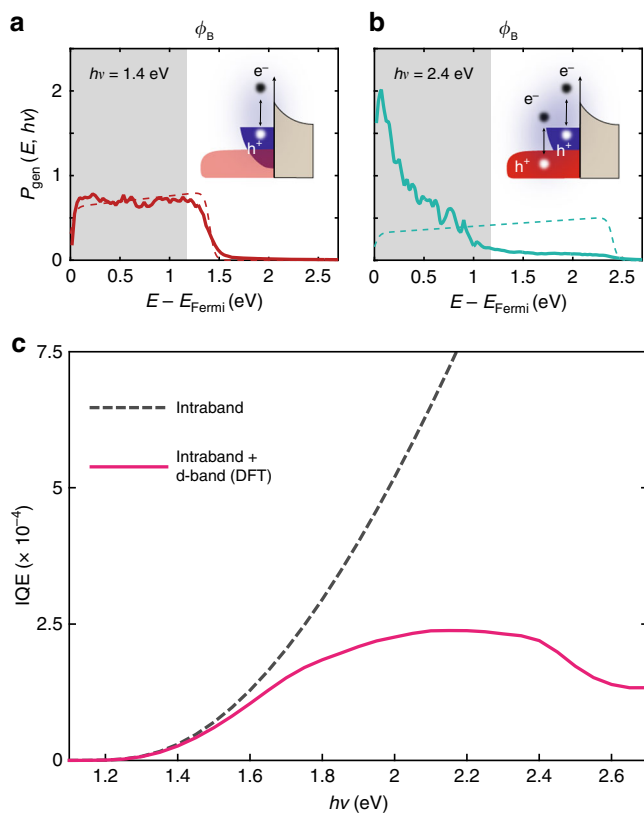 a
ϕB
hν = 1.4 eV
e−
h+
Pgen (E, hν)
2
1
0
0
0.5
1
1.5
2
2.5
E − EFermi (eV)
b
ϕB
hν = 2.4 eV
e−
e−
h+
h+
0
0.5
1
1.5
2
2.5
E − EFermi (eV)
c
7.5
5
2.5
0
IQE (× 10−4)
Intraband
Intraband +
d-band (DFT)
1.2
1.4
1.6
1.8
2
2.2
2.4
2.6
hν (eV)